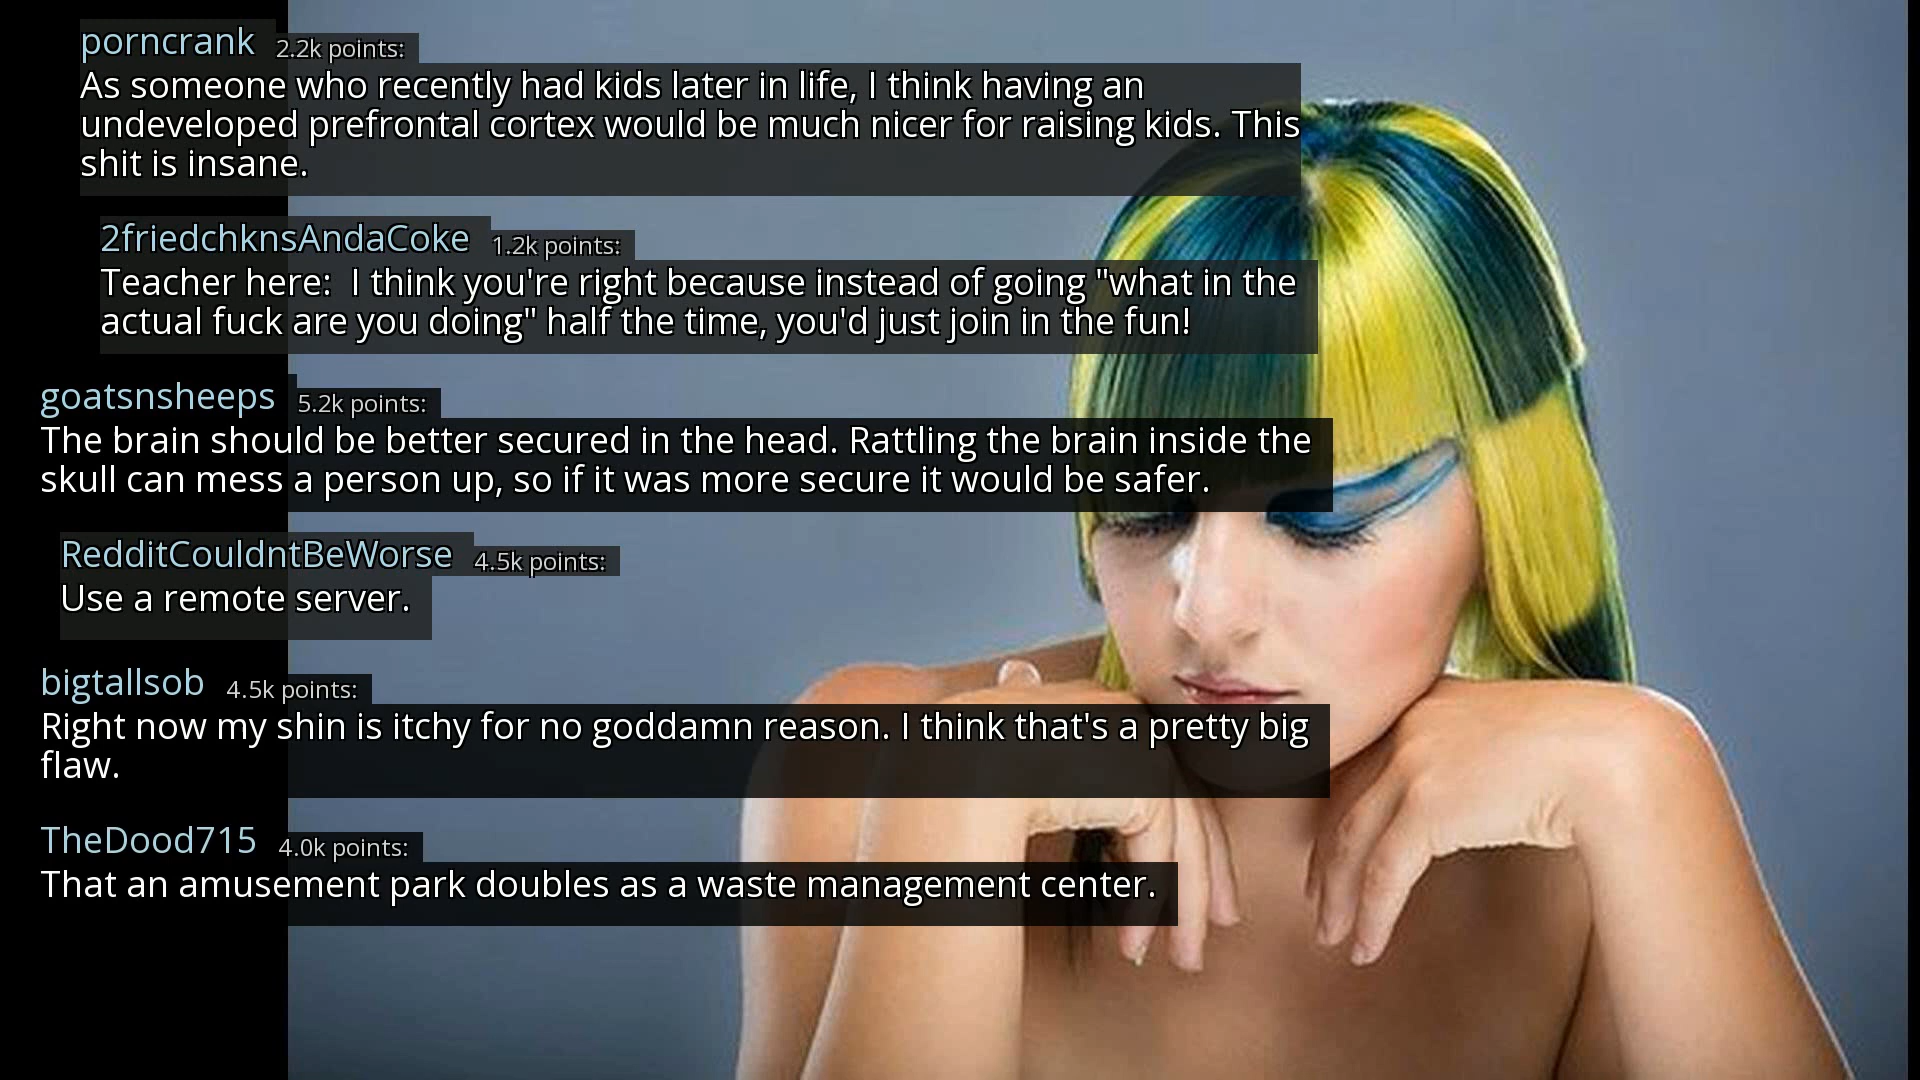 porncrank 2.2k points:
As someone who recently had kids later in life, I think having an
undeveloped prefrontal cortex would be much nicer for raising kids. This
shit is insane.
2friedchknsAndaCoke 1.2k points:
Teacher here:  I think you're right because instead of going "what in the
actual fuck are you doing" half the time, you'd just join in the fun!
goatsnsheeps 5.2k points:
The brain should be better secured in the head. Rattling the brain inside the
skull can mess a person up, so if it was more secure it would be safer.
RedditCouldntBeWorse 4.5k points:
Use a remote server.
bigtallsob 4.5k points:
Right now my shin is itchy for no goddamn reason. I think that's a pretty big
flaw.
TheDood715 4.0k points:
That an amusement park doubles as a waste management center.